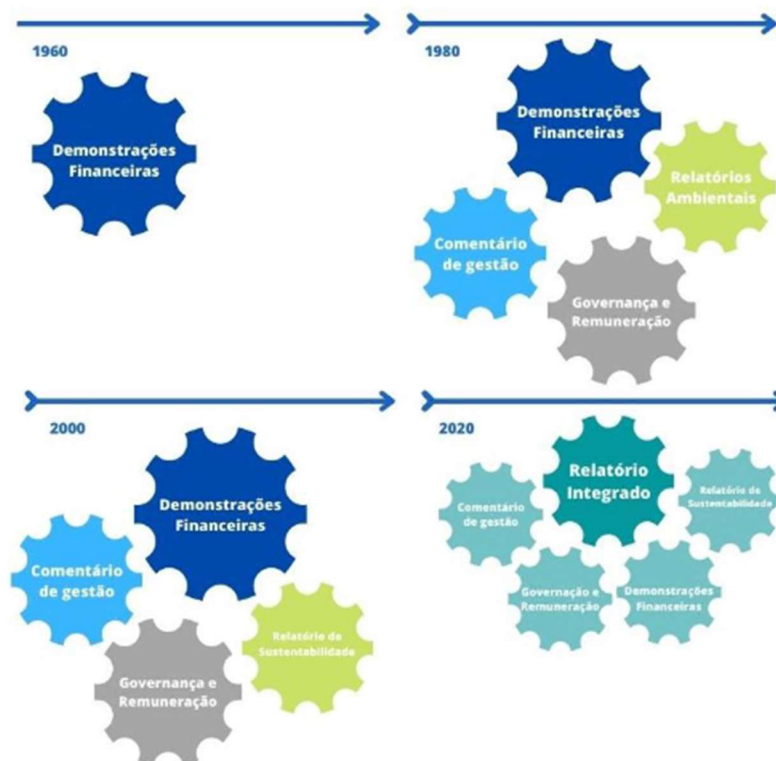 1960
Demonstrações
Financeiras
1980
Demonstrações
Financeiras
Relatórios
Ambientais
Comentário
de gestão
Governança e
Remuneração
2000
Demonstrações
Financeiras
Comentário
de gestão
Relatório de
Sustentabilidade
Governança e
Remuneração
2020
Relatório
Integrado
Comentário
de gestão
Relatório de
Sustentabilidade
Governação e
Remuneração
Demonstrações
Financeiras